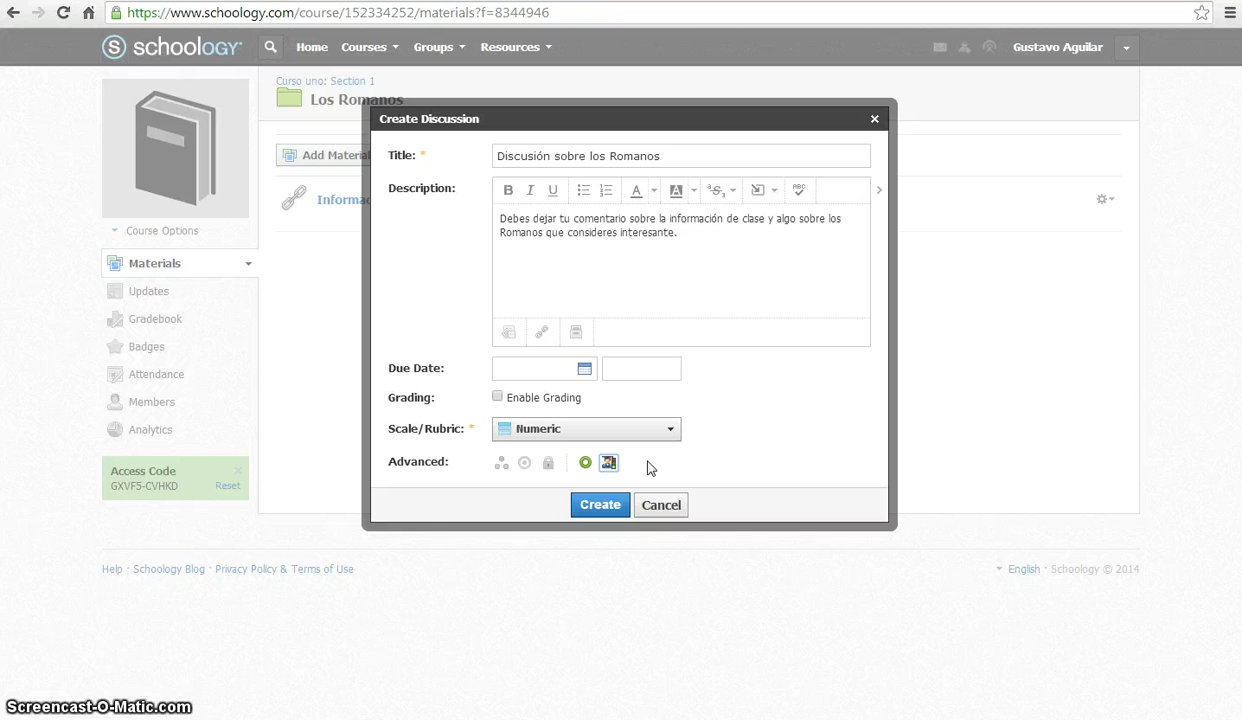 https://www.schoology.com/course/152334252/materials?f=8344946
S schoology
Home
Courses
Groups
Resources
Gustavo Aguilar
Curso uno: Section 1
Los Romanos
Add Materia
Informac
Course Options
Materials
Updates
Gradebook
Badges
Attendance
Members
Analytics
Access Code
GXVF5-CVHKD
Reset
Create Discussion
Title: *
Discusión sobre los Romanos
Description:
B I U
A
A
ABC
Debes dejar tu comentario sobre la información de clase y algo sobre los
Romanos que consideres interesante.
Due Date:
Grading:
Enable Grading
Scale/Rubric: *
Numeric
Advanced:
Create
Cancel
Help · Schoology Blog · Privacy Policy & Terms of Use
English · Schoology © 2014
Screencast-O-Matic.com